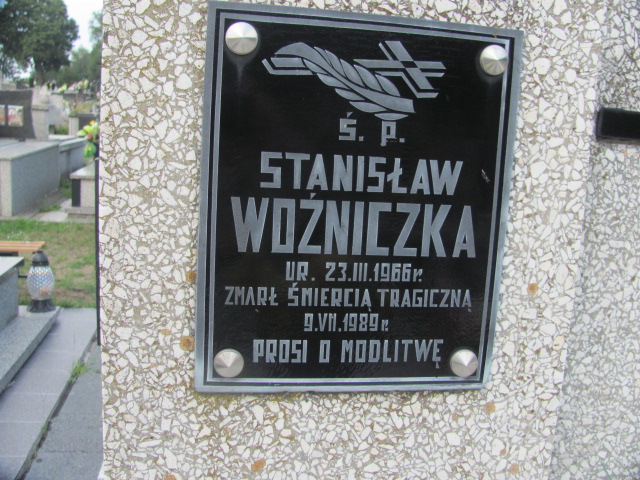 Ś. P.
STANISŁAW
WOŹNICZKA
UR. 23.III.1966 r.
ZMARŁ ŚMIERCIĄ TRAGICZNĄ
9.VII.1989 r.
PROSI O MODLITWĘ